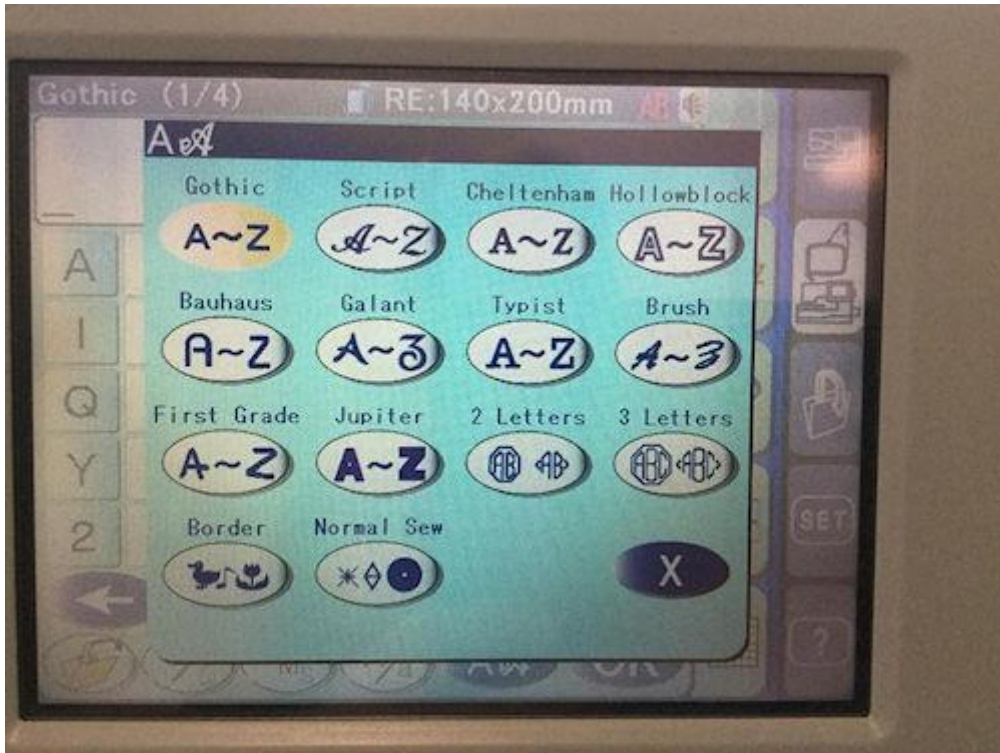 Gothic (1/4) RE:140x200mm
A A
Gothic Script Cheltenham Hollowblock
A~Z A~Z A~Z A~Z
Bauhaus Galant Typist Brush
A~Z A~Z A~Z A~Z
First Grade Jupiter 2 Letters 3 Letters
A~Z A~Z AB AB ABC ABC
Border Normal Sew
X
A
I
Q
Y
2
SET
?
OK